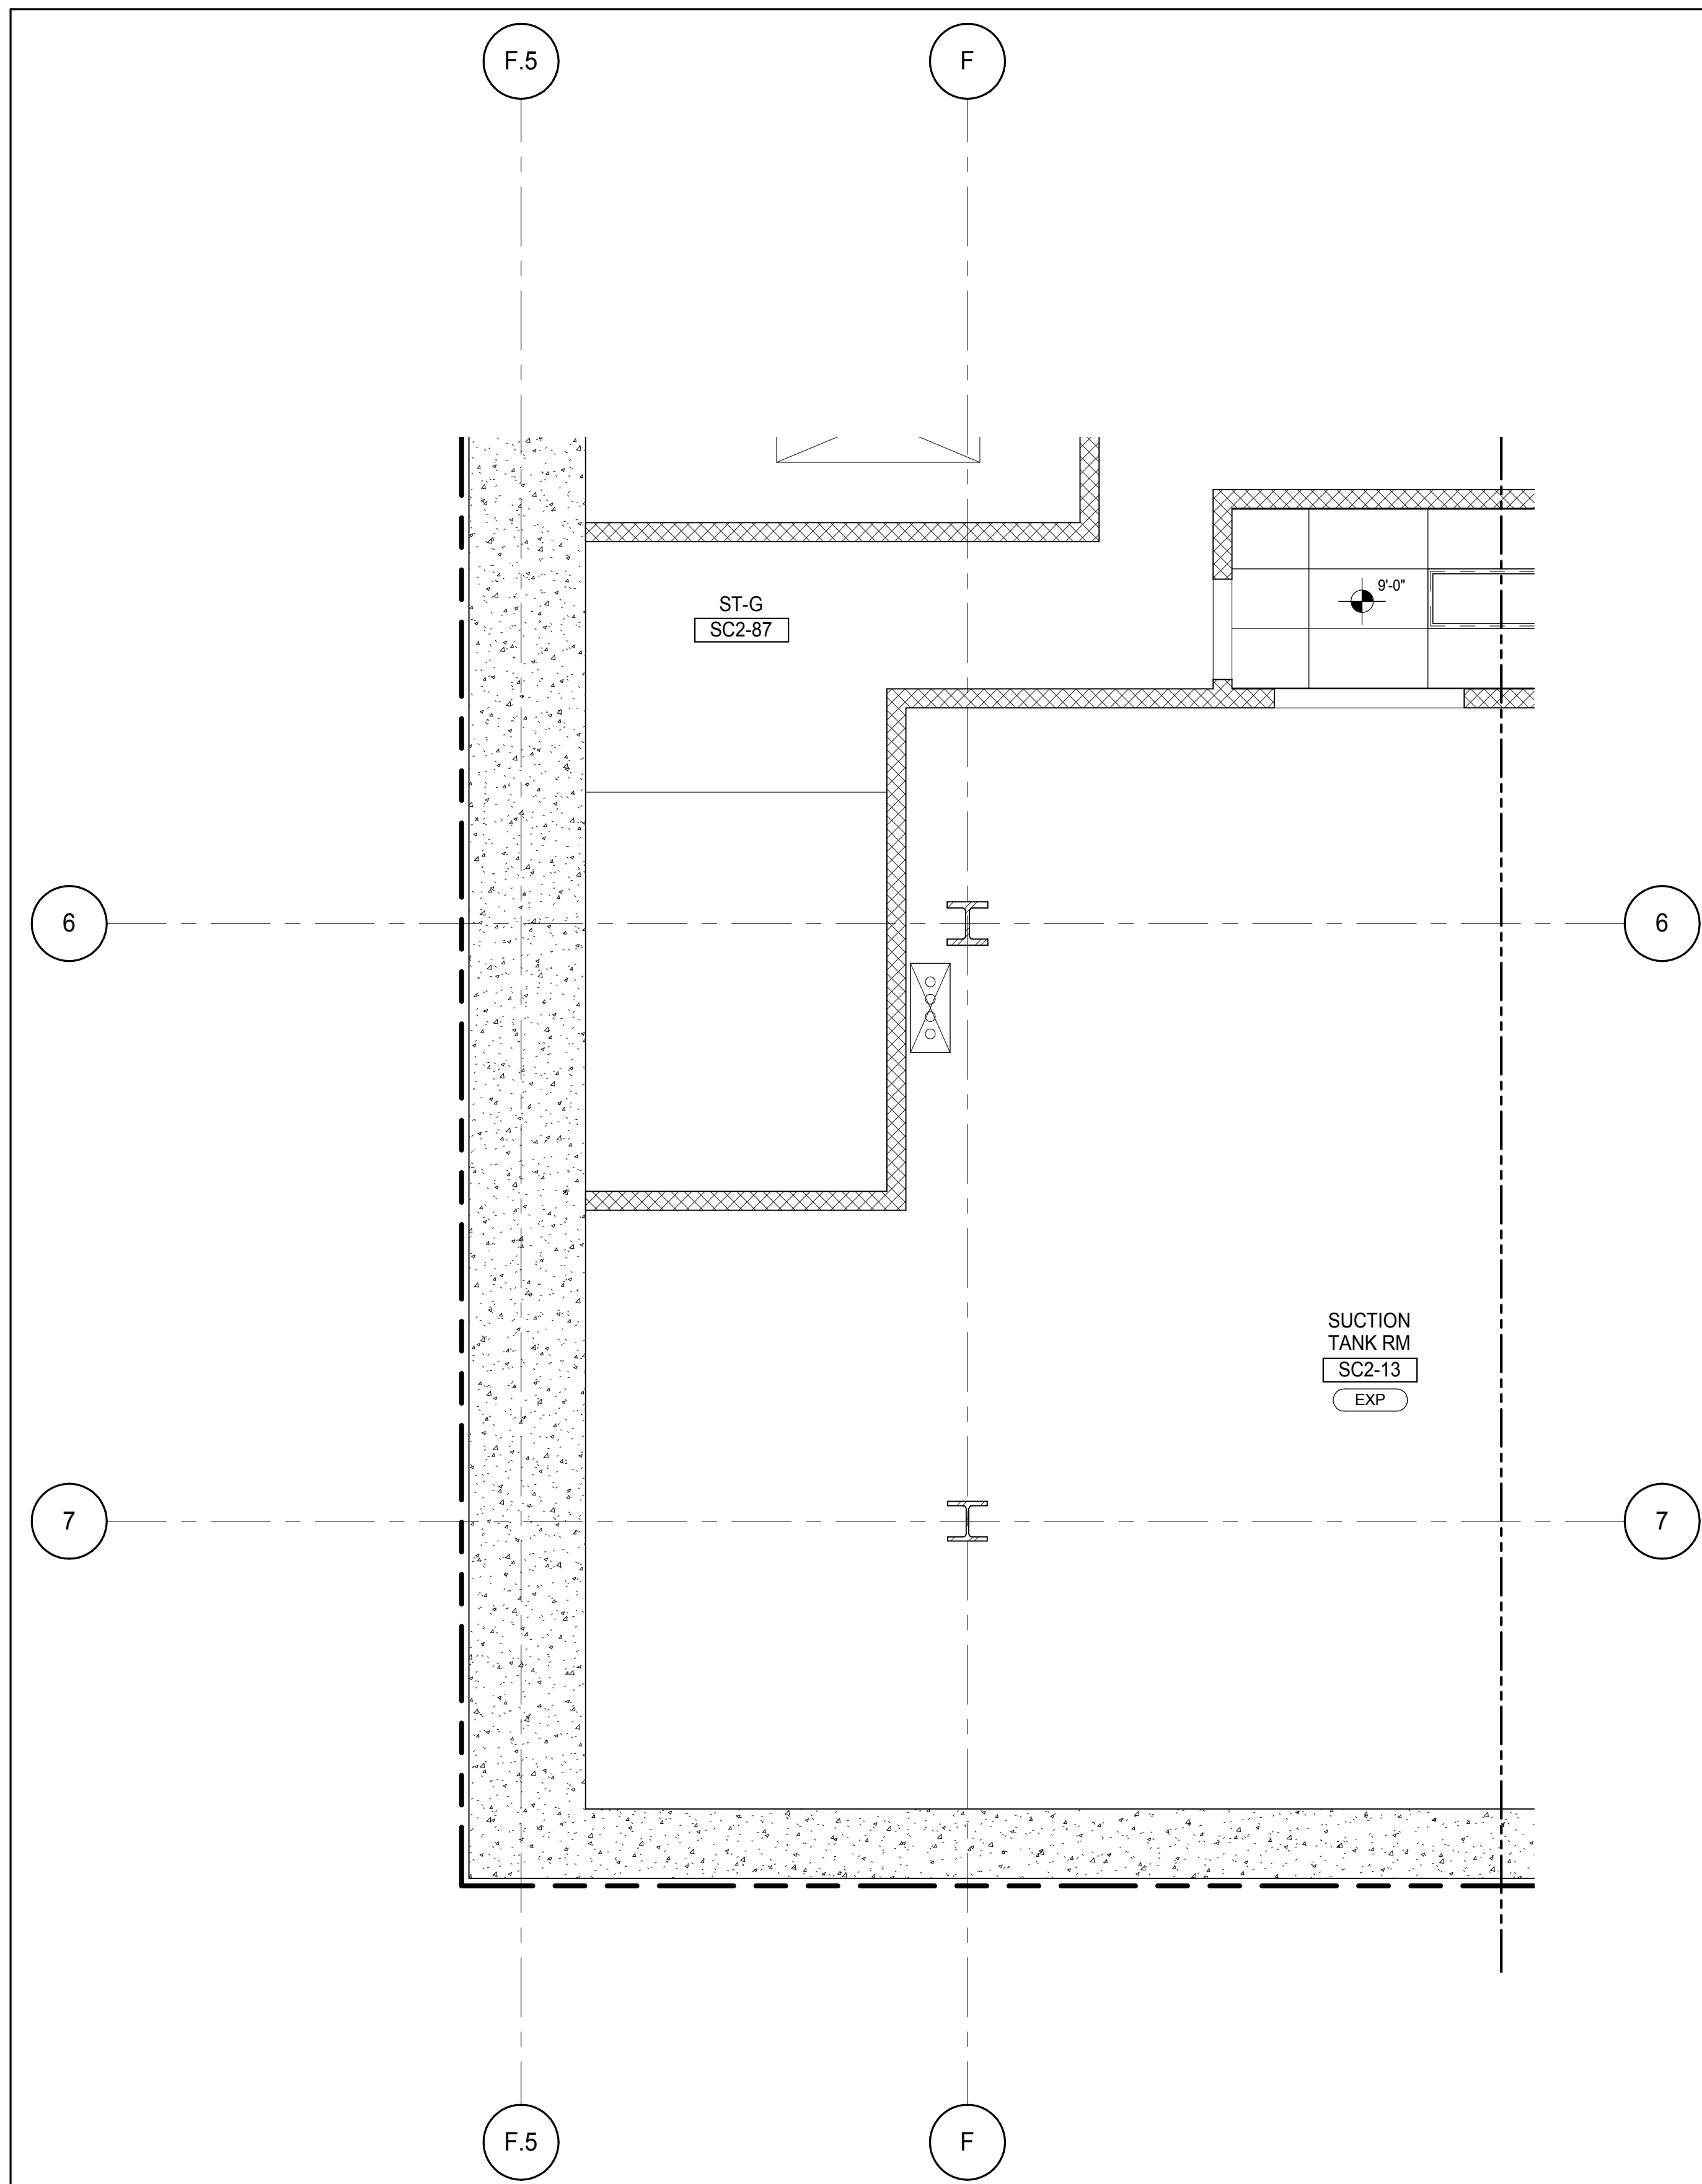 F.5
F
9'-0"
ST-G
SC2-87
6
6
SUCTION
TANK RM
SC2-13
EXP
7
7
F.5
F